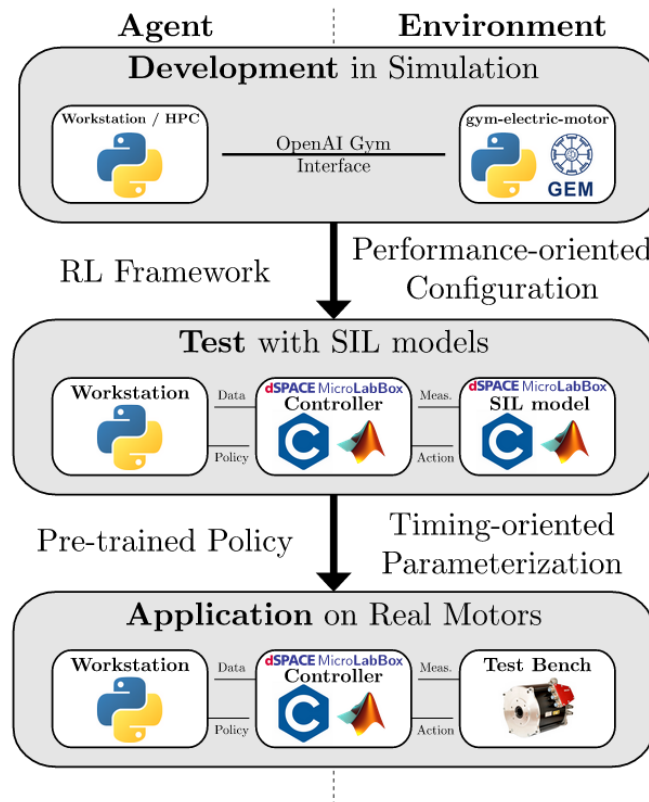 Agent Environment
Development in Simulation
Workstation / HPC
OpenAI Gym
Interface
gym-electric-motor
GEM
RL Framework
Performance-oriented
Configuration
Test with SIL models
Workstation
Data
Policy
dSPACE MicroLabBox
Controller
C
Meas.
Action
dSPACE MicroLabBox
SIL model
C
Pre-trained Policy
Timing-oriented
Parameterization
Application on Real Motors
Workstation
Data
Policy
dSPACE MicroLabBox
Controller
C
Meas.
Action
Test Bench